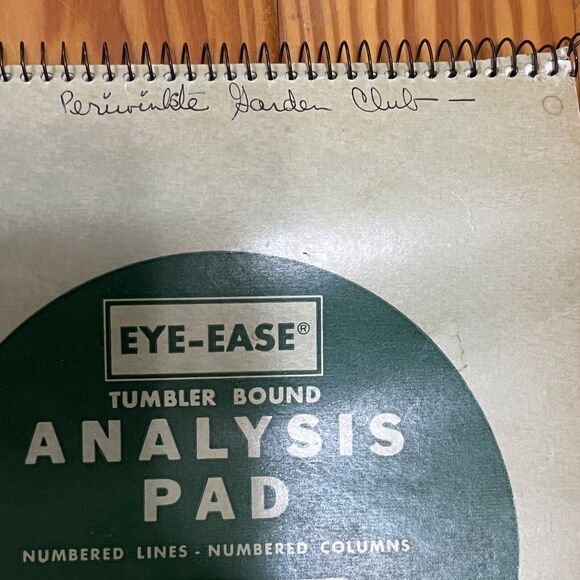 Periwinkle Garden Club -
EYE-EASE®
TUMBLER BOUND
ANALYSIS
PAD
NUMBERED LINES - NUMBERED COLUMNS